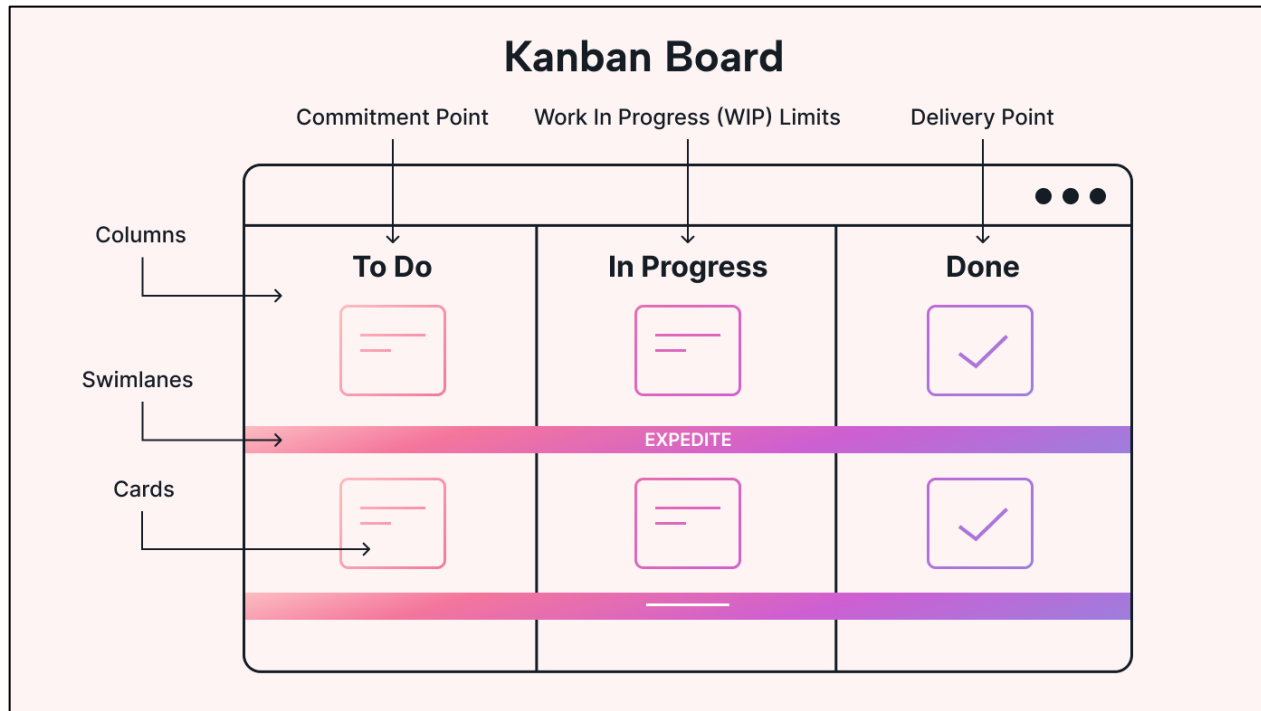 Kanban Board
Commitment Point
Work In Progress (WIP) Limits
Delivery Point
Columns
To Do
In Progress
Done
Swimlanes
EXPEDITE
Cards